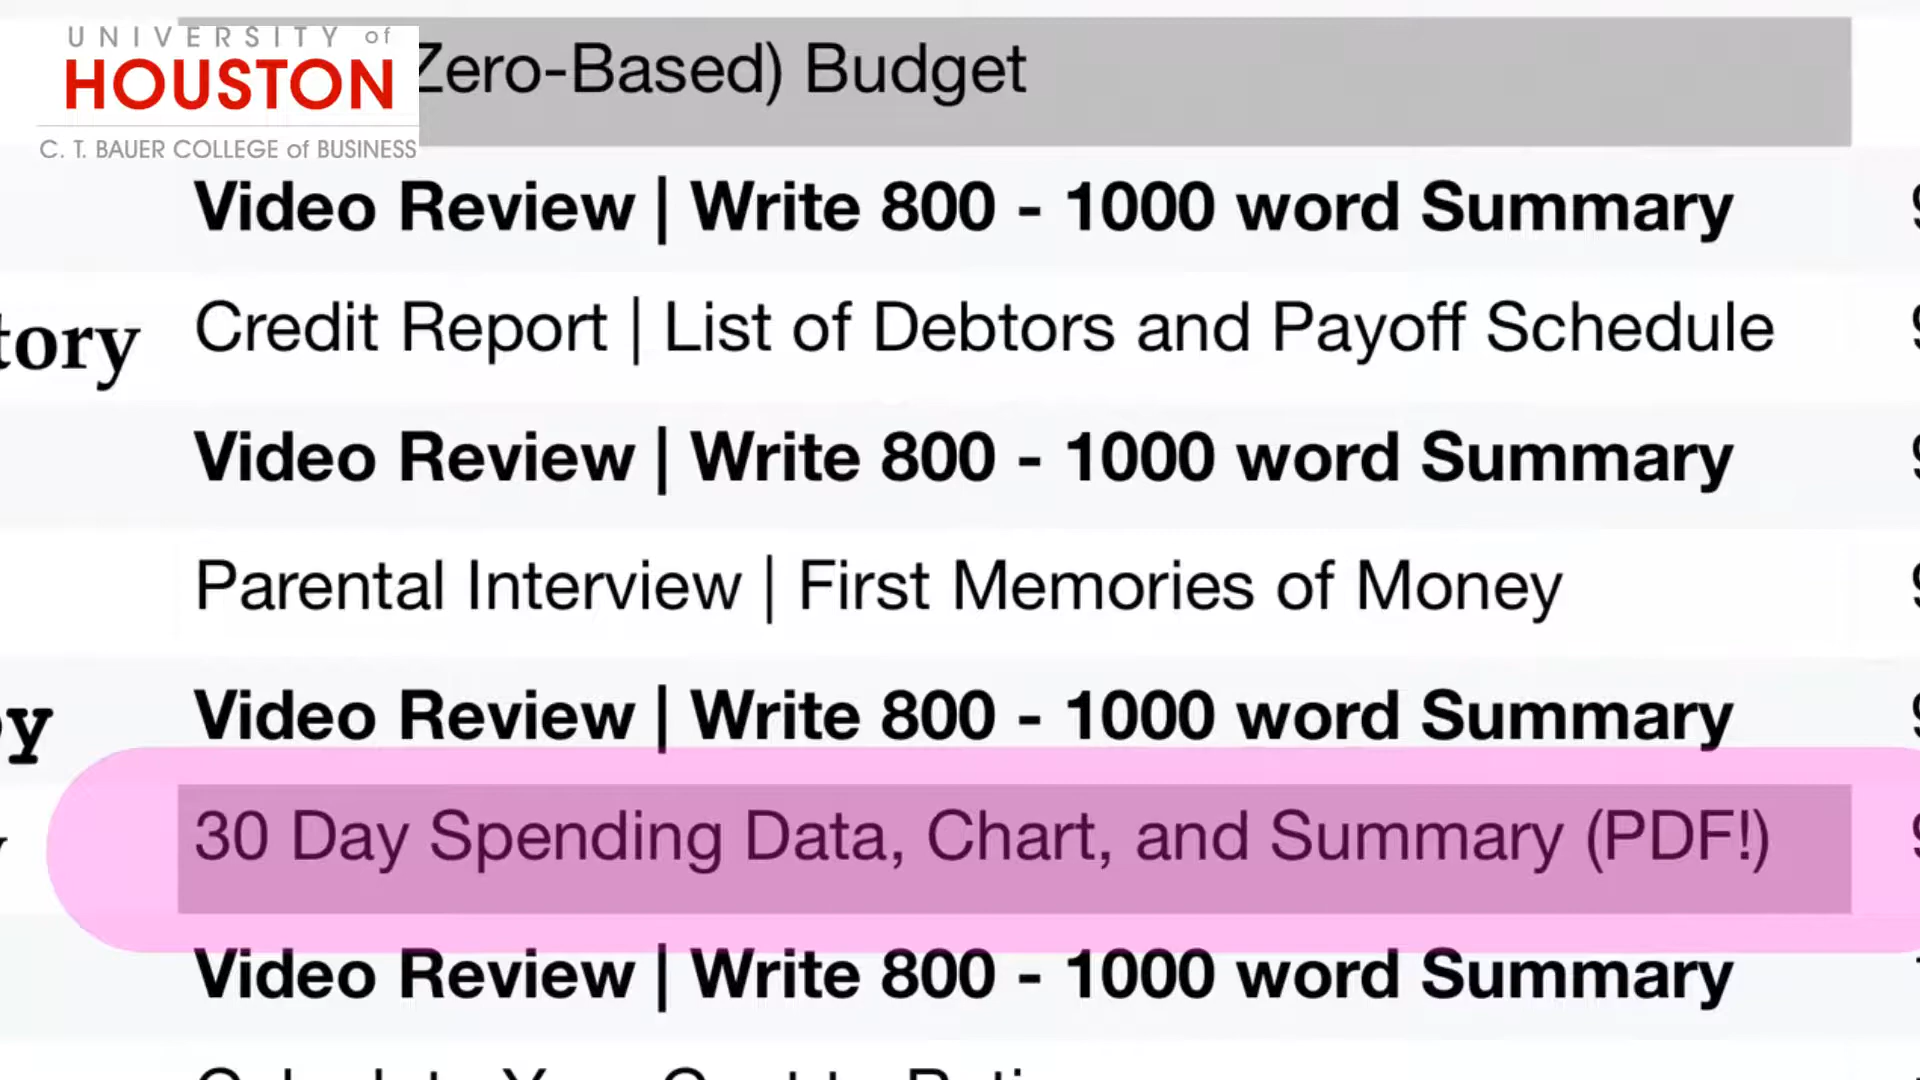 UNIVERSITY of
HOUSTON
C. T. BAUER COLLEGE of BUSINESS
Zero-Based) Budget
Video Review | Write 800 - 1000 word Summary
tory Credit Report | List of Debtors and Payoff Schedule
Video Review | Write 800 - 1000 word Summary
Parental Interview | First Memories of Money
Video Review | Write 800 - 1000 word Summary
30 Day Spending Data, Chart, and Summary (PDF!)
Video Review | Write 800 - 1000 word Summary